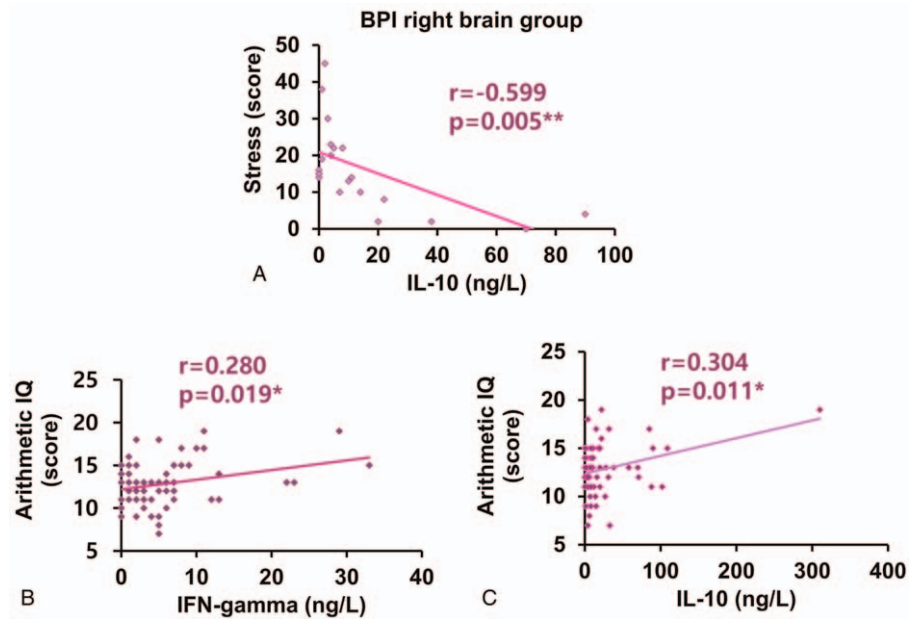 BPI right brain group
r=-0.599
p=0.005**
Stress (score)
50
40
30
20
10
0
0 20 40 60 80 100
IL-10 (ng/L)
A
r=0.280
p=0.019*
Arithmetic IQ
(score)
25
20
15
10
5
0 10 20 30 40
IFN-gamma (ng/L)
B
r=0.304
p=0.011*
Arithmetic IQ
(score)
25
20
15
10
5
0 100 200 300 400
IL-10 (ng/L)
C